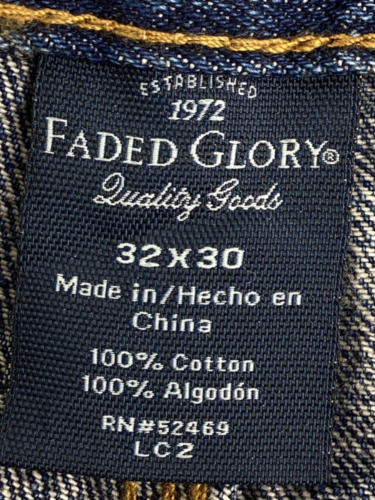 ESTABLISHED
1972
FADED GLORY®
Quality Goods
32X30
Made in/Hecho en
China
100% Cotton
100% Algodón
RN#52469
LC2